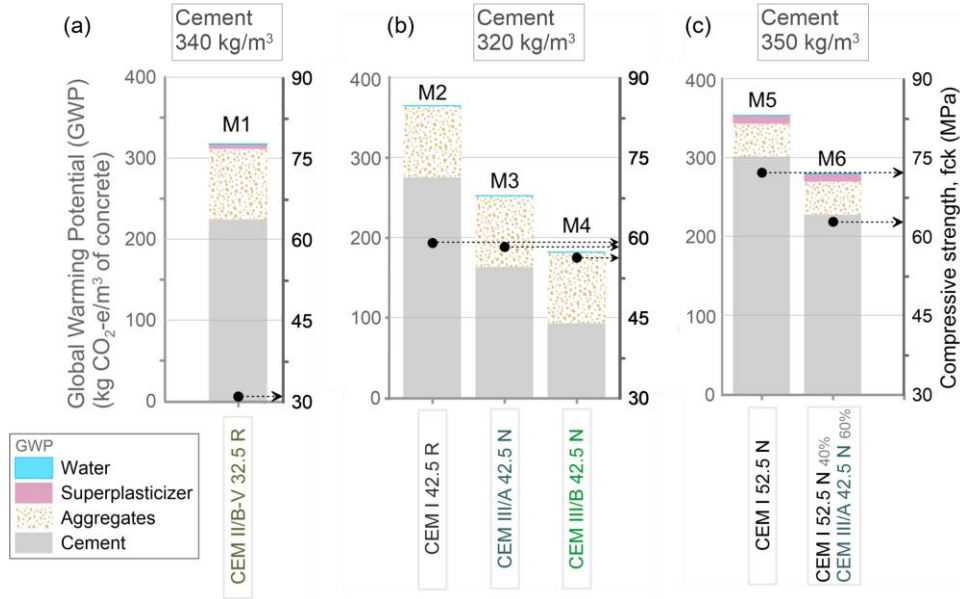 (a)
Cement
340 kg/m³
(b)
Cement
320 kg/m³
(c)
Cement
350 kg/m³
Global Warming Potential (GWP)
(kg CO₂-e/m³ of concrete)
400
300
200
100
0
M1
90
75
60
45
30
400
300
200
100
0
M2
M3
M4
90
75
60
45
30
400
300
200
100
0
M5
M6
90
75
60
45
30
Compressive strength, fck (MPa)
CEM II/B-V 32.5 R
CEM I 42.5 R
CEM III/A 42.5 N
CEM III/B 42.5 N
CEM I 52.5 N
CEM I 52.5 N 40%
CEM III/A 42.5 N 60%
GWP
Water
Superplasticizer
Aggregates
Cement